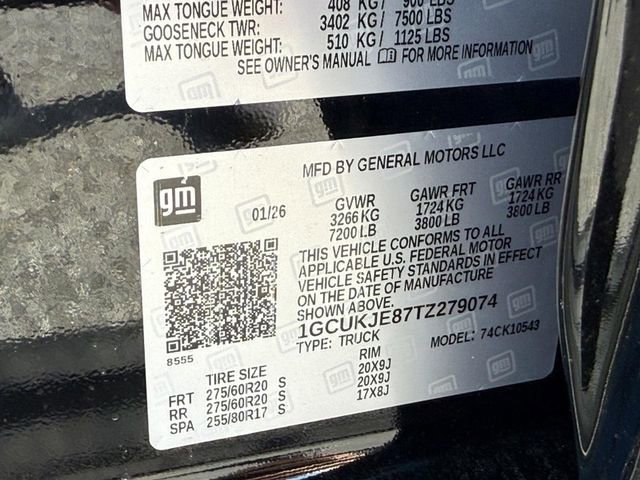 MAX TONGUE WEIGHT: 408 KG/ 900 LBS
GOOSENECK TWR: 3402 KG/ 7500 LBS
MAX TONGUE WEIGHT: 510 KG/ 1125 LBS
SEE OWNER'S MANUAL FOR MORE INFORMATION
MFD BY GENERAL MOTORS LLC
gm
01/26
GVWR GAWR FRT GAWR RR
3266 KG 1724 KG 1724 KG
7200 LB 3800 LB 3800 LB
THIS VEHICLE CONFORMS TO ALL
APPLICABLE U.S. FEDERAL MOTOR
VEHICLE SAFETY STANDARDS IN EFFECT
ON THE DATE OF MANUFACTURE
SHOWN ABOVE.
1GCUKJE87TZ279074
TYPE: TRUCK MODEL: 74CK10543
8555
TIRE SIZE RIM
FRT 275/60R20 S 20X9J
RR 275/60R20 S 20X9J
SPA 255/80R17 S 17X8J